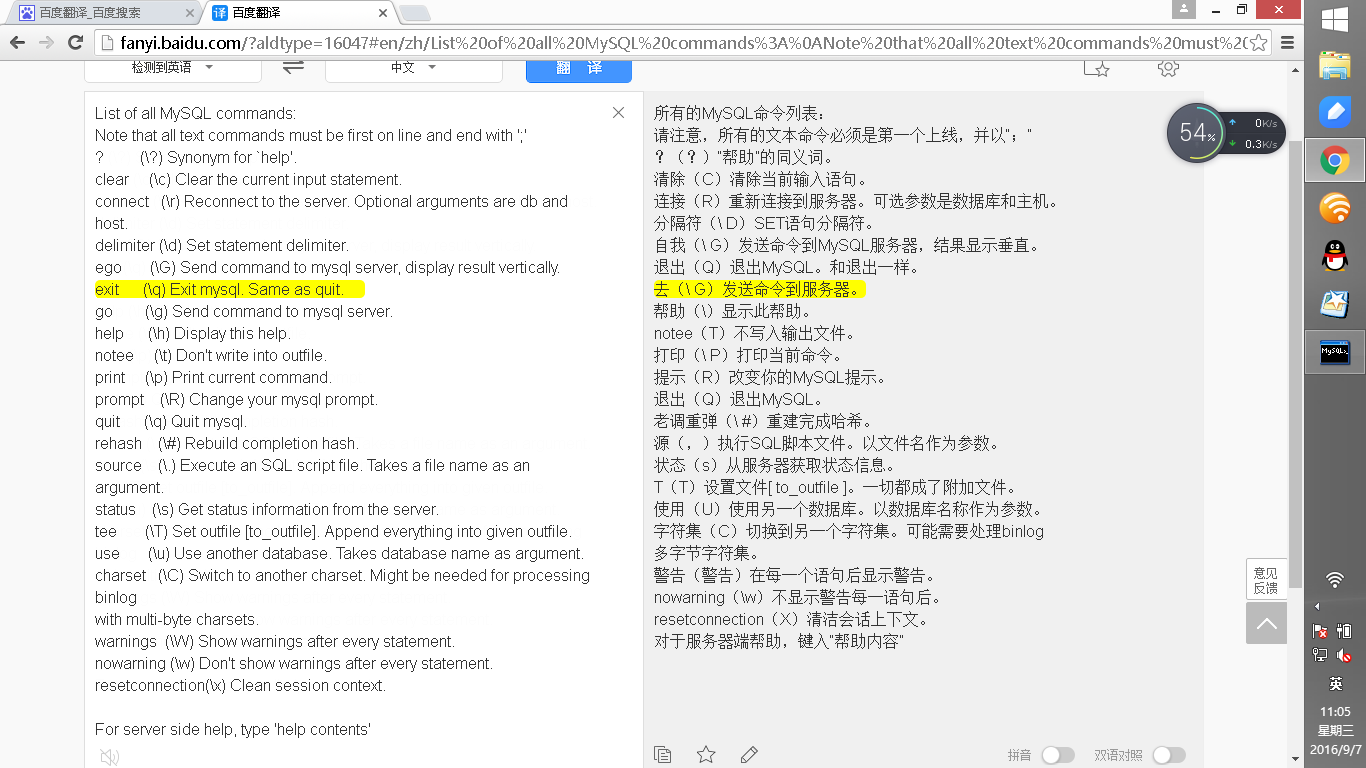 百度翻译_百度搜索
译 百度翻译
fanyi.baidu.com/?aldtype=16047#en/zh/List%20of%20all%20MySQL%20commands%3A%0ANote%20that%20all%20text%20commands%20must%20
检测到英语
中文
翻 译
List of all MySQL commands:
Note that all text commands must be first on line and end with ';'
? (\?) Synonym for `help'.
clear (\c) Clear the current input statement.
connect (\r) Reconnect to the server. Optional arguments are db and
host.
delimiter (\d) Set statement delimiter.
ego (\G) Send command to mysql server, display result vertically.
exit (\q) Exit mysql. Same as quit.
go (\g) Send command to mysql server.
help (\h) Display this help.
notee (\t) Don't write into outfile.
print (\p) Print current command.
prompt (\R) Change your mysql prompt.
quit (\q) Quit mysql.
rehash (\#) Rebuild completion hash.
source (\.) Execute an SQL script file. Takes a file name as an
argument.
status (\s) Get status information from the server.
tee (\T) Set outfile [to_outfile]. Append everything into given outfile.
use (\u) Use another database. Takes database name as argument.
charset (\C) Switch to another charset. Might be needed for processing
binlog
with multi-byte charsets.
warnings (\W) Show warnings after every statement.
nowarning (\w) Don't show warnings after every statement.
resetconnection(\x) Clean session context.
For server side help, type 'help contents'
所有的MySQL命令列表：
请注意，所有的文本命令必须是第一个上线，并以"；"
？（？）"帮助"的同义词。
清除（C）清除当前输入语句。
连接（R）重新连接到服务器。可选参数是数据库和主机。
分隔符（\ D）SET语句分隔符。
自我（\ G）发送命令到MySQL服务器，结果显示垂直。
退出（Q）退出MySQL。和退出一样。
去（\ G）发送命令到服务器。
帮助（\）显示此帮助。
notee（T）不写入输出文件。
打印（\ P）打印当前命令。
提示（R）改变你的MySQL提示。
退出（Q）退出MySQL。
老调重弹（\ #）重建完成哈希。
源（，）执行SQL脚本文件。以文件名作为参数。
状态（s）从服务器获取状态信息。
T（T）设置文件[ to_outfile ]。一切都成了附加文件。
使用（U）使用另一个数据库。以数据库名称作为参数。
字符集（C）切换到另一个字符集。可能需要处理binlog
多字节字符集。
警告（警告）在每一个语句后显示警告。
nowarning（\w）不显示警告每一语句后。
resetconnection（X）清洁会话上下文。
对于服务器端帮助，键入"帮助内容"
拼音
双语对照
54%
0K/s
0.3K/s
意见
反馈
MySQL>_
英
11:05
星期三
2016/9/7